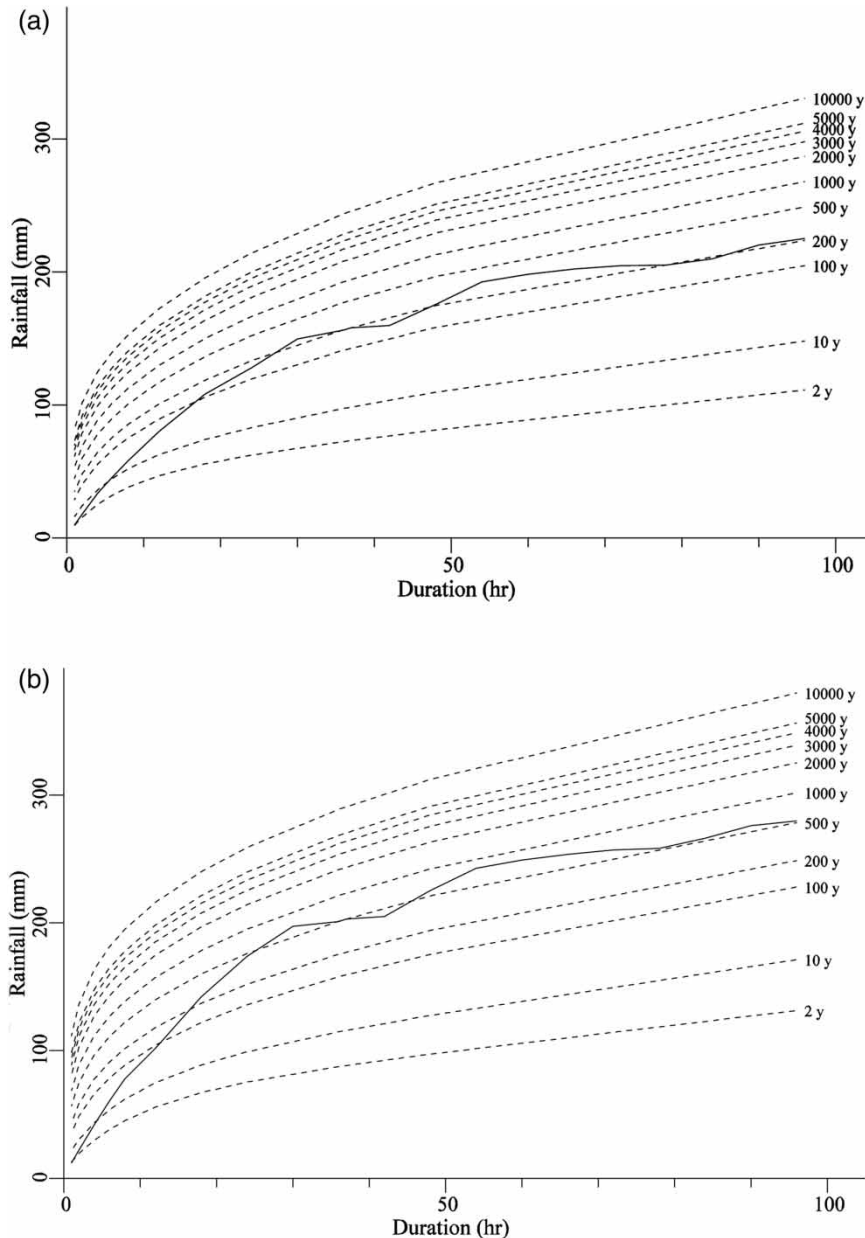 (a)
300
200
100
0
Rainfall (mm)
10000 y
5000 y
4000 y
3000 y
2000 y
1000 y
500 y
200 y
100 y
10 y
2 y
0
50
100
Duration (hr)
(b)
300
200
100
0
Rainfall (mm)
10000 y
5000 y
4000 y
3000 y
2000 y
1000 y
500 y
200 y
100 y
10 y
2 y
0
50
100
Duration (hr)